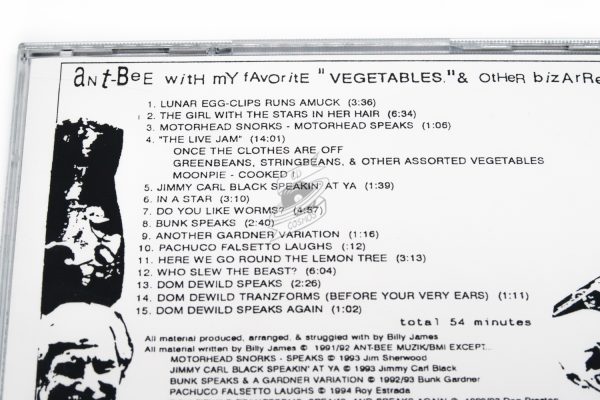 aNt-BeE with mY fAvoritE "VEGETABLES."& OtHer bizArre
1. LUNAR EGG-CLIPS RUNS AMUCK (3:36)
2. THE GIRL WITH THE STARS IN HER HAIR (6:34)
3. MOTORHEAD SNORKS - MOTORHEAD SPEAKS (1:06)
4. "THE LIVE JAM" (14:01)
ONCE THE CLOTHES ARE OFF
GREENBEANS, STRINGBEANS, & OTHER ASSORTED VEGETABLES
MOONPIE - COOKED
5. JIMMY CARL BLACK SPEAKIN' AT YA (1:39)
6. IN A STAR (3:10)
7. DO YOU LIKE WORMS? (4:57)
8. BUNK SPEAKS (2:40)
9. ANOTHER GARDNER VARIATION (1:16)
10. PACHUCO FALSETTO LAUGHS (:12)
11. HERE WE GO ROUND THE LEMON TREE (3:13)
12. WHO SLEW THE BEAST? (6:04)
13. DOM DEWILD SPEAKS (2:26)
14. DOM DEWILD TRANZFORMS (BEFORE YOUR VERY EARS) (1:11)
15. DOM DEWILD SPEAKS AGAIN (1:02)
total 54 minutes
All material produced, arranged, & struggled with by Billy James
All material written by Billy James © 1991/92 ANT-BEE MUZIK/BMI EXCEPT...
MOTORHEAD SNORKS - SPEAKS © 1993 Jim Sherwood
JIMMY CARL BLACK SPEAKIN' AT YA © 1993 Jimmy Carl Black
BUNK SPEAKS & A GARDNER VARIATION © 1992/93 Bunk Gardner
PACHUCO FALSETTO LAUGHS © 1994 Roy Estrada